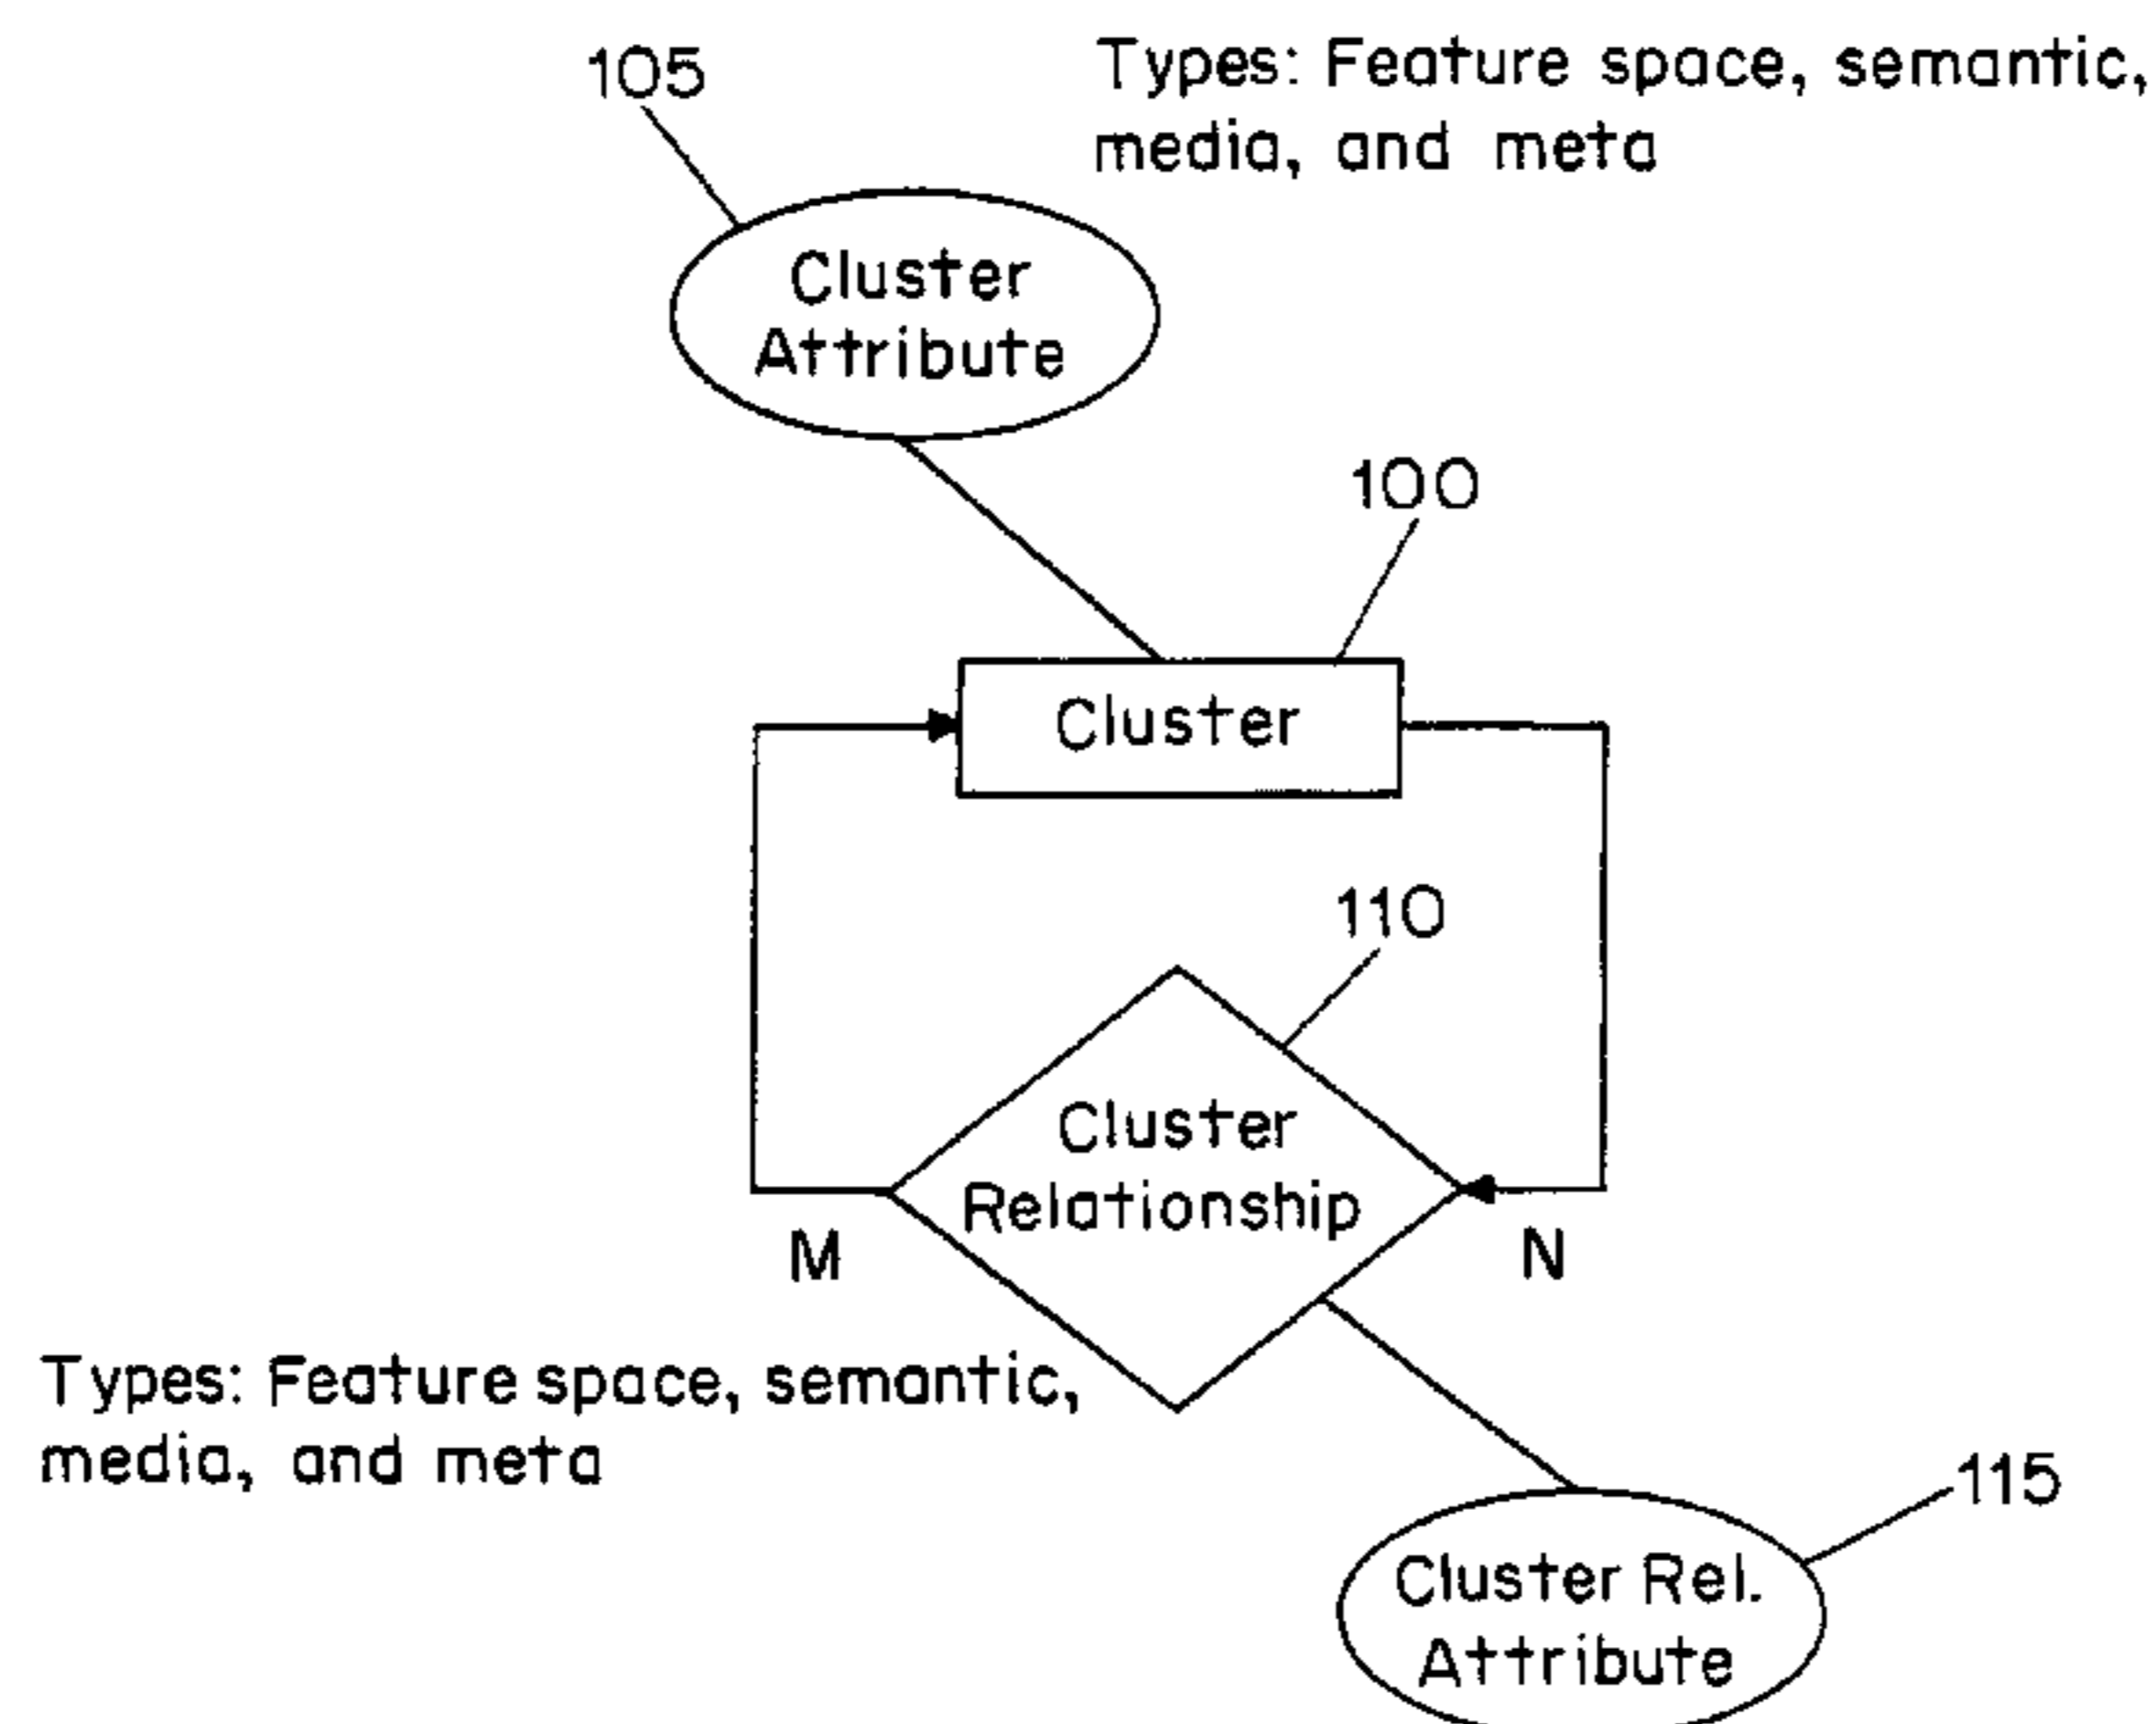 105
Types: Feature space, semantic,
media, and meta
Cluster
Attribute
100
Cluster
110
Cluster
Relationship
M
N
Types: Feature space, semantic,
media, and meta
115
Cluster Rel.
Attribute